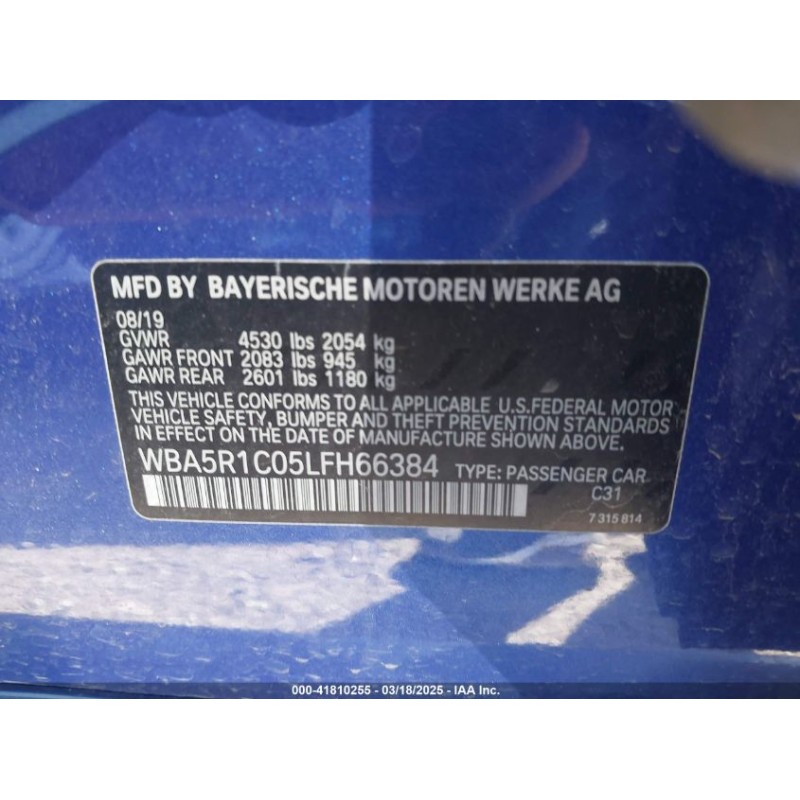 MFD BY BAYERISCHE MOTOREN WERKE AG
08/19
GVWR 4530 lbs 2054 kg
GAWR FRONT 2083 lbs 945 kg
GAWR REAR 2601 lbs 1180 kg
THIS VEHICLE CONFORMS TO ALL APPLICABLE U.S.FEDERAL MOTOR
VEHICLE SAFETY, BUMPER AND THEFT PREVENTION STANDARDS
IN EFFECT ON THE DATE OF MANUFACTURE SHOWN ABOVE.
WBA5R1C05LFH66384 TYPE: PASSENGER CAR
C31
7 315 814
000-41810255 - 03/18/2025 - IAA Inc.